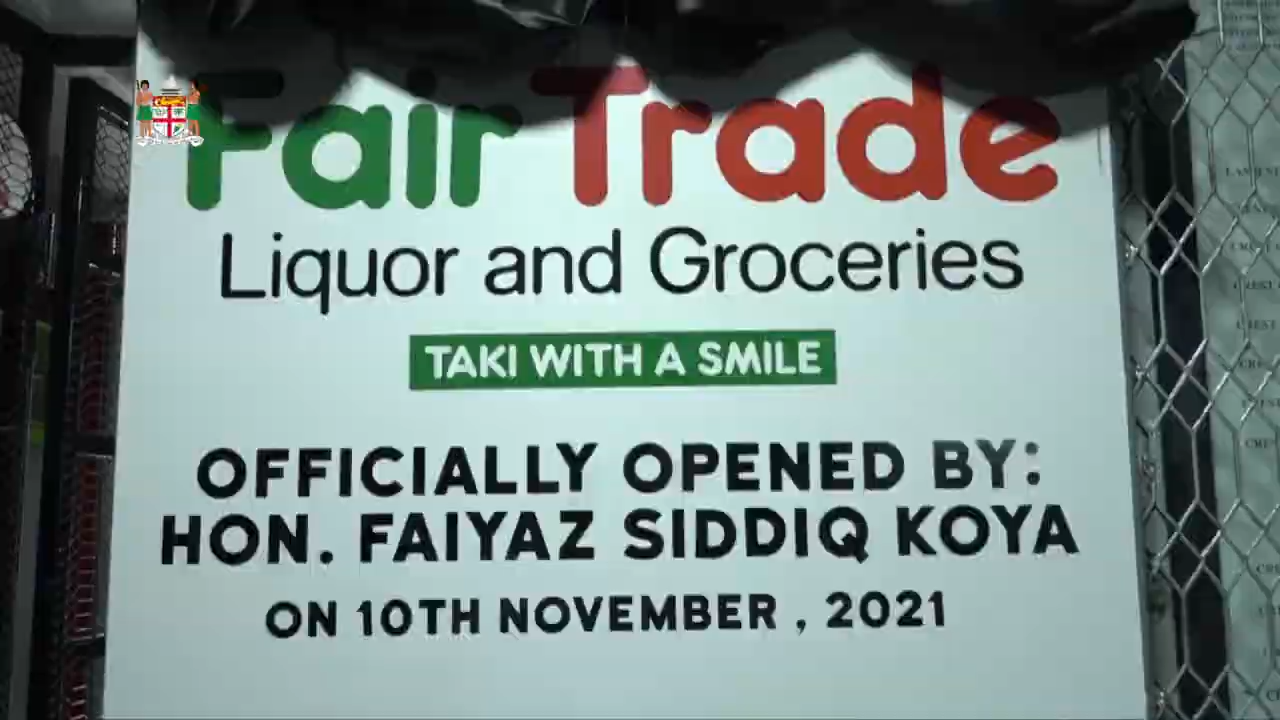 Fair Trade
Liquor and Groceries
TAKI WITH A SMILE
OFFICIALLY OPENED BY:
HON. FAIYAZ SIDDIQ KOYA
ON 10TH NOVEMBER , 2021